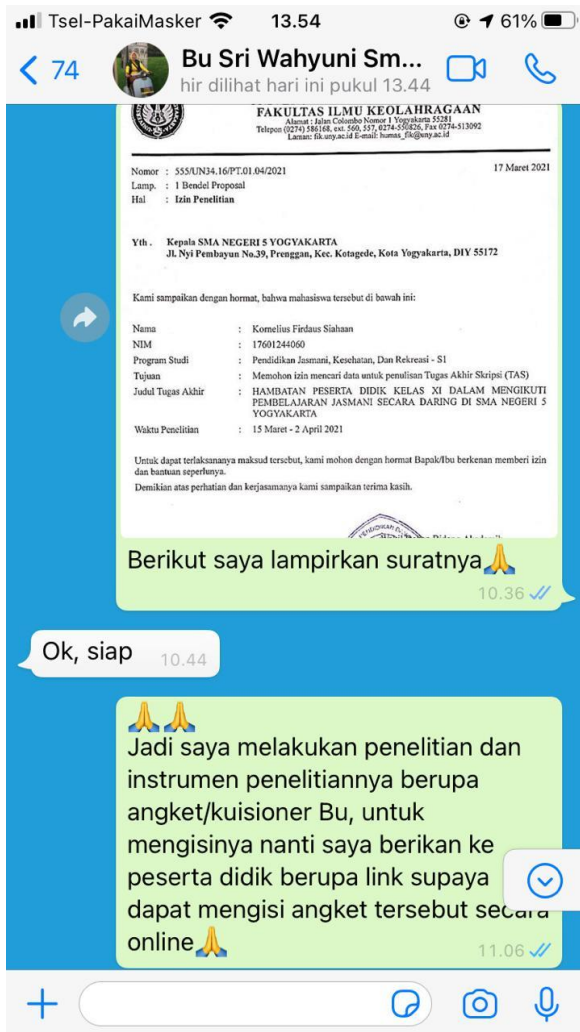 Tsel-PakaiMasker 13.54 61%
74 Bu Sri Wahyuni Sm...
hir dilihat hari ini pukul 13.44
FAKULTAS ILMU KEOLAHRAGAAN
Alamat : Jalan Colombo Nomor 1 Yogyakarta 55281
Telepon (0274) 586168, ext. 560, 557, 0274-550826, Fax 0274-513092
Laman: fik.uny.ac.id E-mail: humas_fik@uny.ac.id
Nomor : 555/UN34.16/PT.01.04/2021 17 Maret 2021
Lamp. : 1 Bendel Proposal
Hal : Izin Penelitian
Yth . Kepala SMA NEGERI 5 YOGYAKARTA
Jl. Nyi Pembayun No.39, Prenggan, Kec. Kotagede, Kota Yogyakarta, DIY 55172
Kami sampaikan dengan hormat, bahwa mahasiswa tersebut di bawah ini:
Nama : Kornelius Firdaus Siahaan
NIM : 17601244060
Program Studi : Pendidikan Jasmani, Kesehatan, Dan Rekreasi - S1
Tujuan : Memohon izin mencari data untuk penulisan Tugas Akhir Skripsi (TAS)
Judul Tugas Akhir : HAMBATAN PESERTA DIDIK KELAS XI DALAM MENGIKUTI
PEMBELAJARAN JASMANI SECARA DARING DI SMA NEGERI 5
YOGYAKARTA
Waktu Penelitian : 15 Maret - 2 April 2021
Untuk dapat terlaksananya maksud tersebut, kami mohon dengan hormat Bapak/Ibu berkenan memberi izin
dan bantuan seperlunya.
Demikian atas perhatian dan kerjasamanya kami sampaikan terima kasih.
Berikut saya lampirkan suratnya🙏
10.36
Ok, siap 10.44
🙏🙏
Jadi saya melakukan penelitian dan
instrumen penelitiannya berupa
angket/kuisioner Bu, untuk
mengisinya nanti saya berikan ke
peserta didik berupa link supaya
dapat mengisi angket tersebut secara
online🙏 11.06